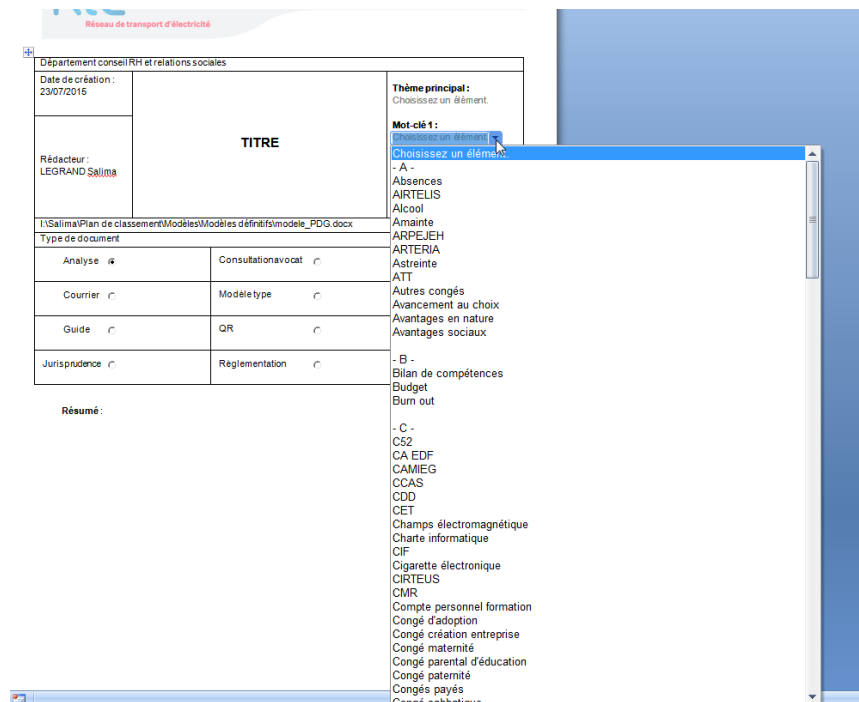 Réseau de transport d'électricité
Département conseil RH et relations sociales
Date de création :
23/07/2015
Rédacteur :
LEGRAND Salima
TITRE
Thème principal :
Choisissez un élément.
Mot-clé 1 :
Choisissez un élément.
I:\Salima\Plan de classement\Modèles\Modèles définitifs\modele_PDG.docx
Type de document
Analyse
Consultation avocat
Courrier
Modèle type
Guide
QR
Jurisprudence
Règlementation
Résumé :
Choisissez un élément.
- A -
Absences
AIRTELIS
Alcool
Amainte
ARPEJEH
ARTERIA
Astreinte
ATT
Autres congés
Avancement au choix
Avantages en nature
Avantages sociaux
- B -
Bilan de compétences
Budget
Burn out
- C -
C52
CA EDF
CAMIEG
CCAS
CDD
CET
Champs électromagnétique
Charte informatique
CIF
Cigarette électronique
CIRTEUS
CMR
Compte personnel formation
Congé d'adoption
Congé création entreprise
Congé maternité
Congé parental d'éducation
Congé paternité
Congés payés
Congé sabbatique